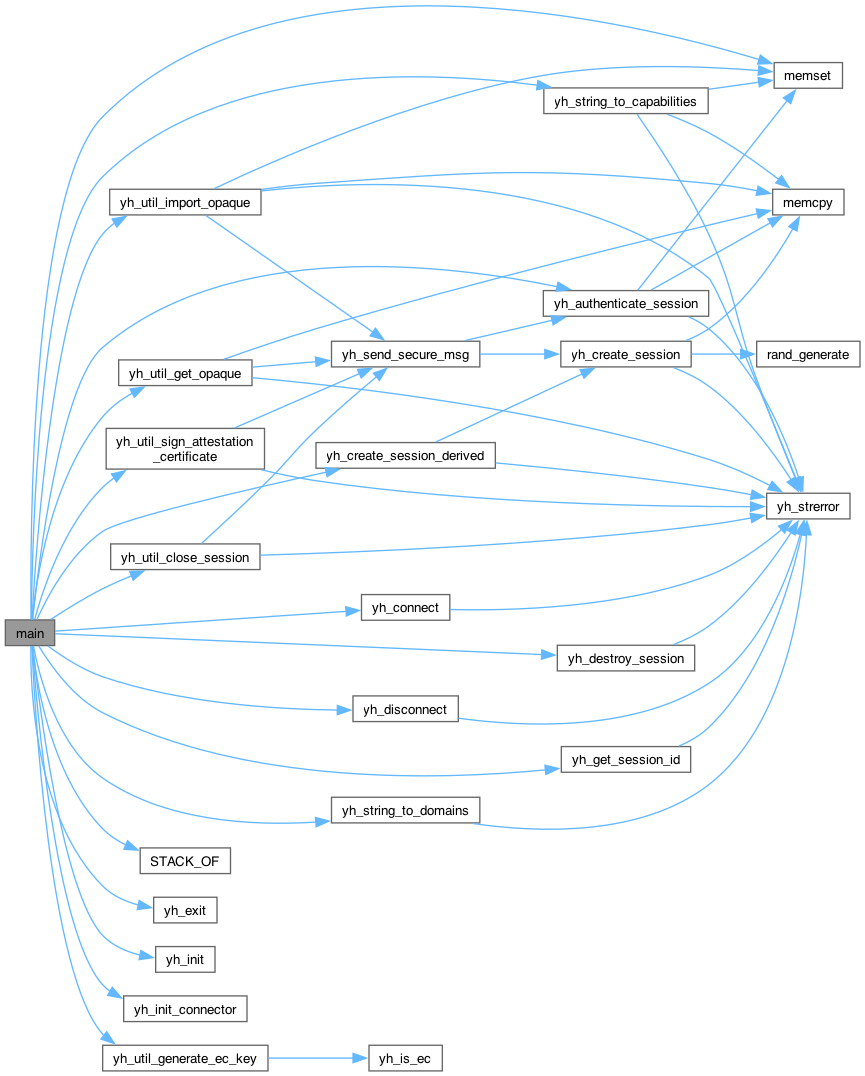 memset
yh_string_to_capabilities
yh_util_import_opaque
memcpy
yh_authenticate_session
yh_send_secure_msg
yh_create_session
rand_generate
yh_util_get_opaque
yh_util_sign_attestation
_certificate
yh_create_session_derived
yh_strerror
yh_util_close_session
yh_connect
main
yh_destroy_session
yh_disconnect
yh_get_session_id
yh_string_to_domains
STACK_OF
yh_exit
yh_init
yh_init_connector
yh_util_generate_ec_key
yh_is_ec